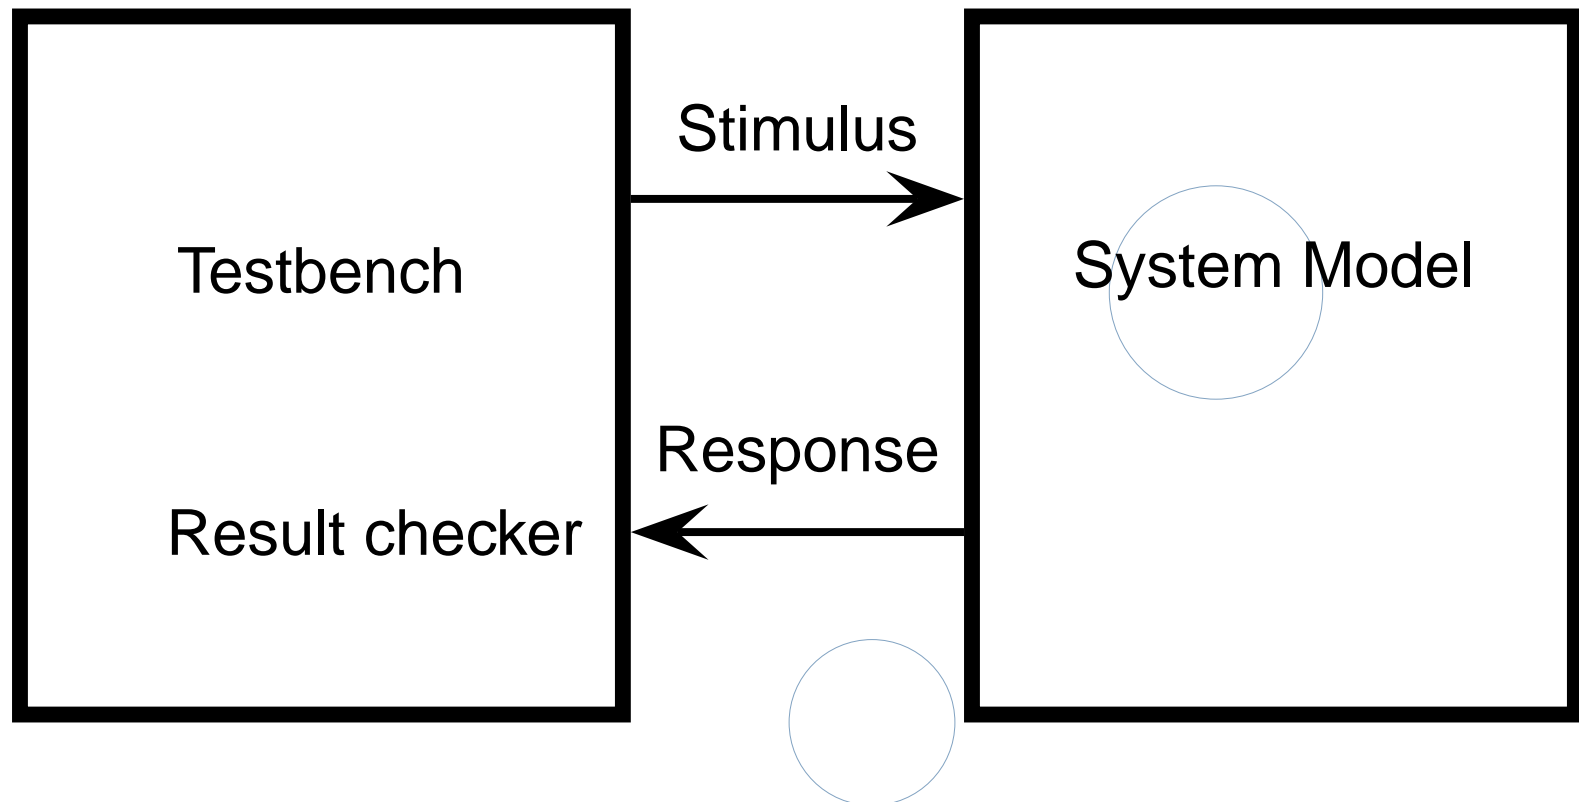 Stimulus
Testbench
System Model
Response
Result checker